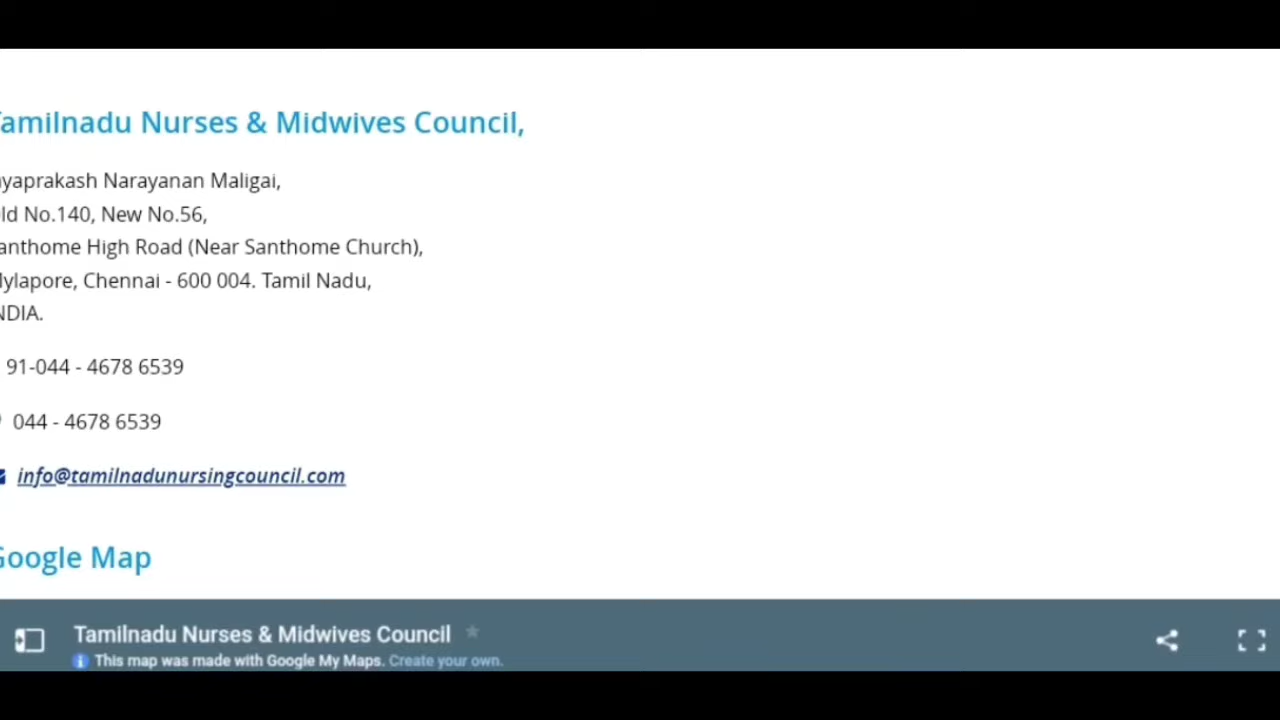 Tamilnadu Nurses & Midwives Council,
yaprakash Narayanan Maligai,
ld No.140, New No.56,
anthome High Road (Near Santhome Church),
ylapore, Chennai - 600 004. Tamil Nadu,
NDIA.
91-044 - 4678 6539
044 - 4678 6539
info@tamilnadunursingcouncil.com
Google Map
Tamilnadu Nurses & Midwives Council
This map was made with Google My Maps. Create your own.